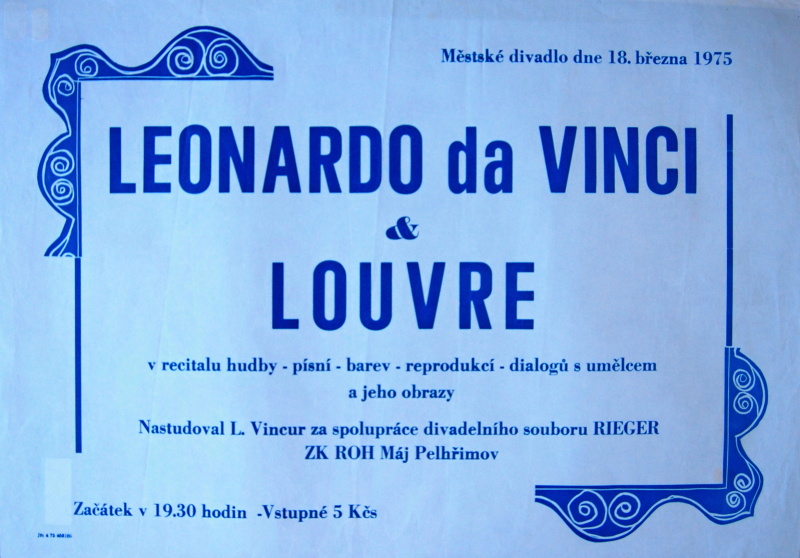 Městské divadlo dne 18. března 1975
LEONARDO da VINCI
&
LOUVRE
v recitalu hudby - písní - barev - reprodukcí - dialogů s umělcem
a jeho obrazy
Nastudoval L. Vincur za spolupráce divadelního souboru RIEGER
ZK ROH Máj Pelhřimov
Začátek v 19.30 hodin -Vstupné 5 Kčs